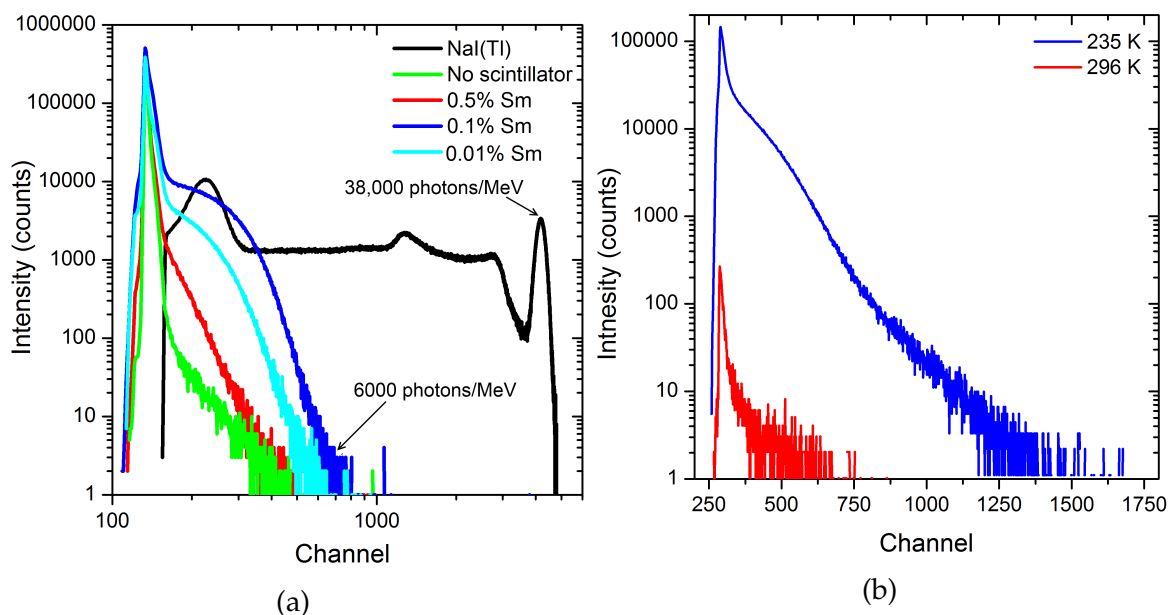 1000000
100000
10000
1000
100
10
1
Intensity (counts)
NaI(Tl)
No scintillator
0.5% Sm
0.1% Sm
0.01% Sm
38,000 photons/MeV
6000 photons/MeV
100
1000
Channel
(a)
100000
10000
1000
100
10
1
Intnesity (counts)
235 K
296 K
250
500
750
1000
1250
1500
1750
Channel
(b)